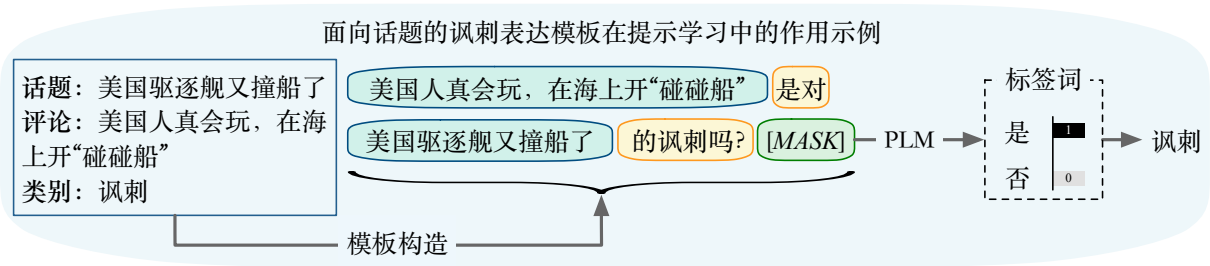 面向话题的讽刺表达模板在提示学习中的作用示例
话题：美国驱逐舰又撞船了
评论：美国人真会玩，在海
上开“碰碰船”
类别：讽刺
美国人真会玩，在海上开“碰碰船” 是对
美国驱逐舰又撞船了 的讽刺吗? [MASK]
PLM
标签词
是 1
否 0
讽刺
模板构造